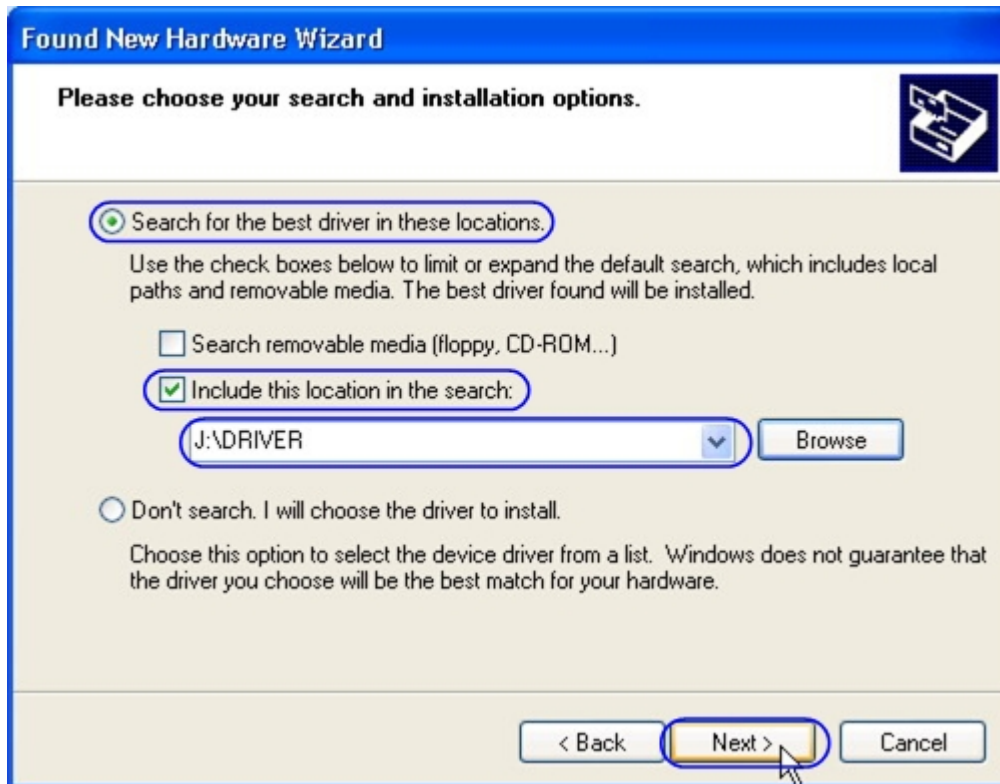 Found New Hardware Wizard
Please choose your search and installation options.
Search for the best driver in these locations.
Use the check boxes below to limit or expand the default search, which includes local
paths and removable media. The best driver found will be installed.
Search removable media (floppy, CD-ROM...)
Include this location in the search:
J:\DRIVER
Browse
Don't search. I will choose the driver to install.
Choose this option to select the device driver from a list. Windows does not guarantee that
the driver you choose will be the best match for your hardware.
< Back Next > Cancel